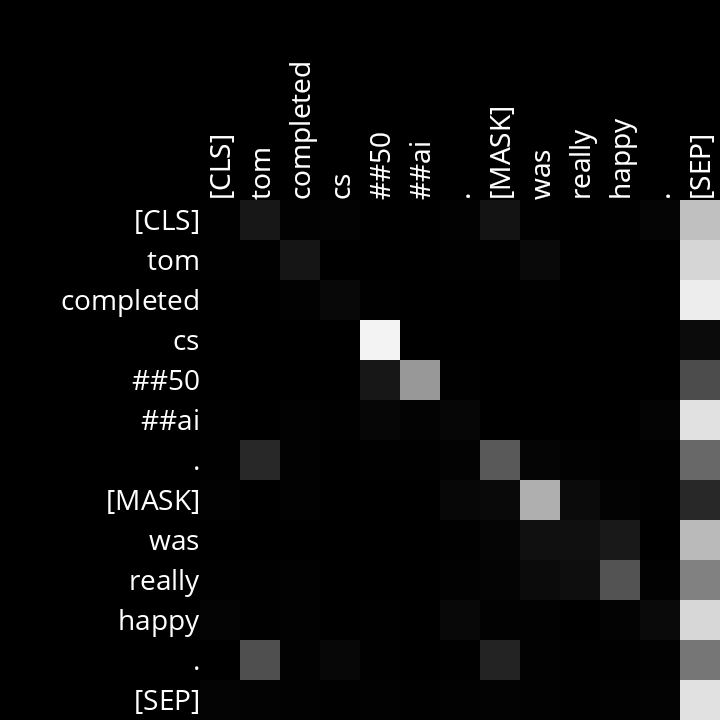 [CLS]
tom
completed
cs
##50
##ai
.
[MASK]
was
really
happy
.
[SEP]
[CLS]
tom
completed
cs
##50
##ai
.
[MASK]
was
really
happy
.
[SEP]